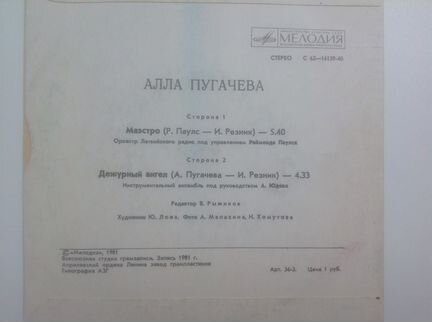 МЕЛОДИЯ
СТЕРЕО С 62—16139-40
АЛЛА ПУГАЧЕВА
Сторона 1
Маэстро (Р. Паулс — И. Резник) — 5.40
Оркестр Латвийского радио под управлением Раймонда Паулса
Сторона 2
Дежурный ангел (А. Пугачева — И. Резник) — 4.33
Инструментальный ансамбль под руководством А. Юдова
Редактор В. Рыжиков
Художник Ю. Фото А. Малахина, Н. Хомутова
© «Мелодия», 1981
Всесоюзная студия грамзаписи. Запись 1981 г.
Апрелевский ордена Ленина завод грампластинок
Типография АЗГ
Арт. 36-3. Цена 1 руб.